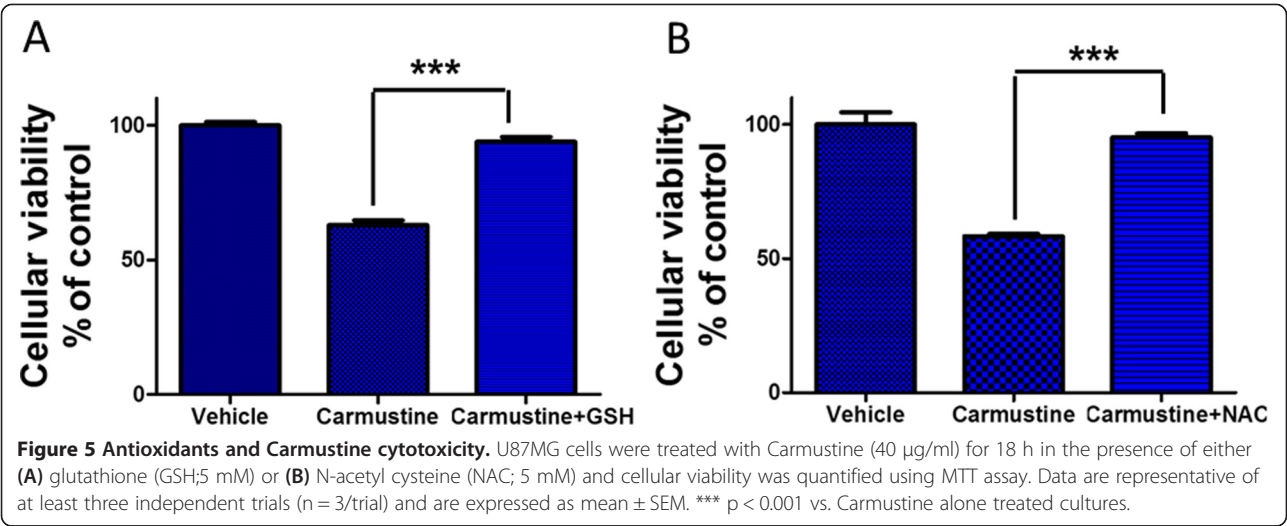 A
B
***
***
Cellular viability
% of control
100
50
0
Vehicle
Carmustine
Carmustine+GSH
Cellular viability
% of control
100
50
0
Vehicle
Carmustine
Carmustine+NAC
Figure 5 Antioxidants and Carmustine cytotoxicity. U87MG cells were treated with Carmustine (40 μg/ml) for 18 h in the presence of either
(A) glutathione (GSH;5 mM) or (B) N-acetyl cysteine (NAC; 5 mM) and cellular viability was quantified using MTT assay. Data are representative of
at least three independent trials (n = 3/trial) and are expressed as mean ± SEM. *** p < 0.001 vs. Carmustine alone treated cultures.